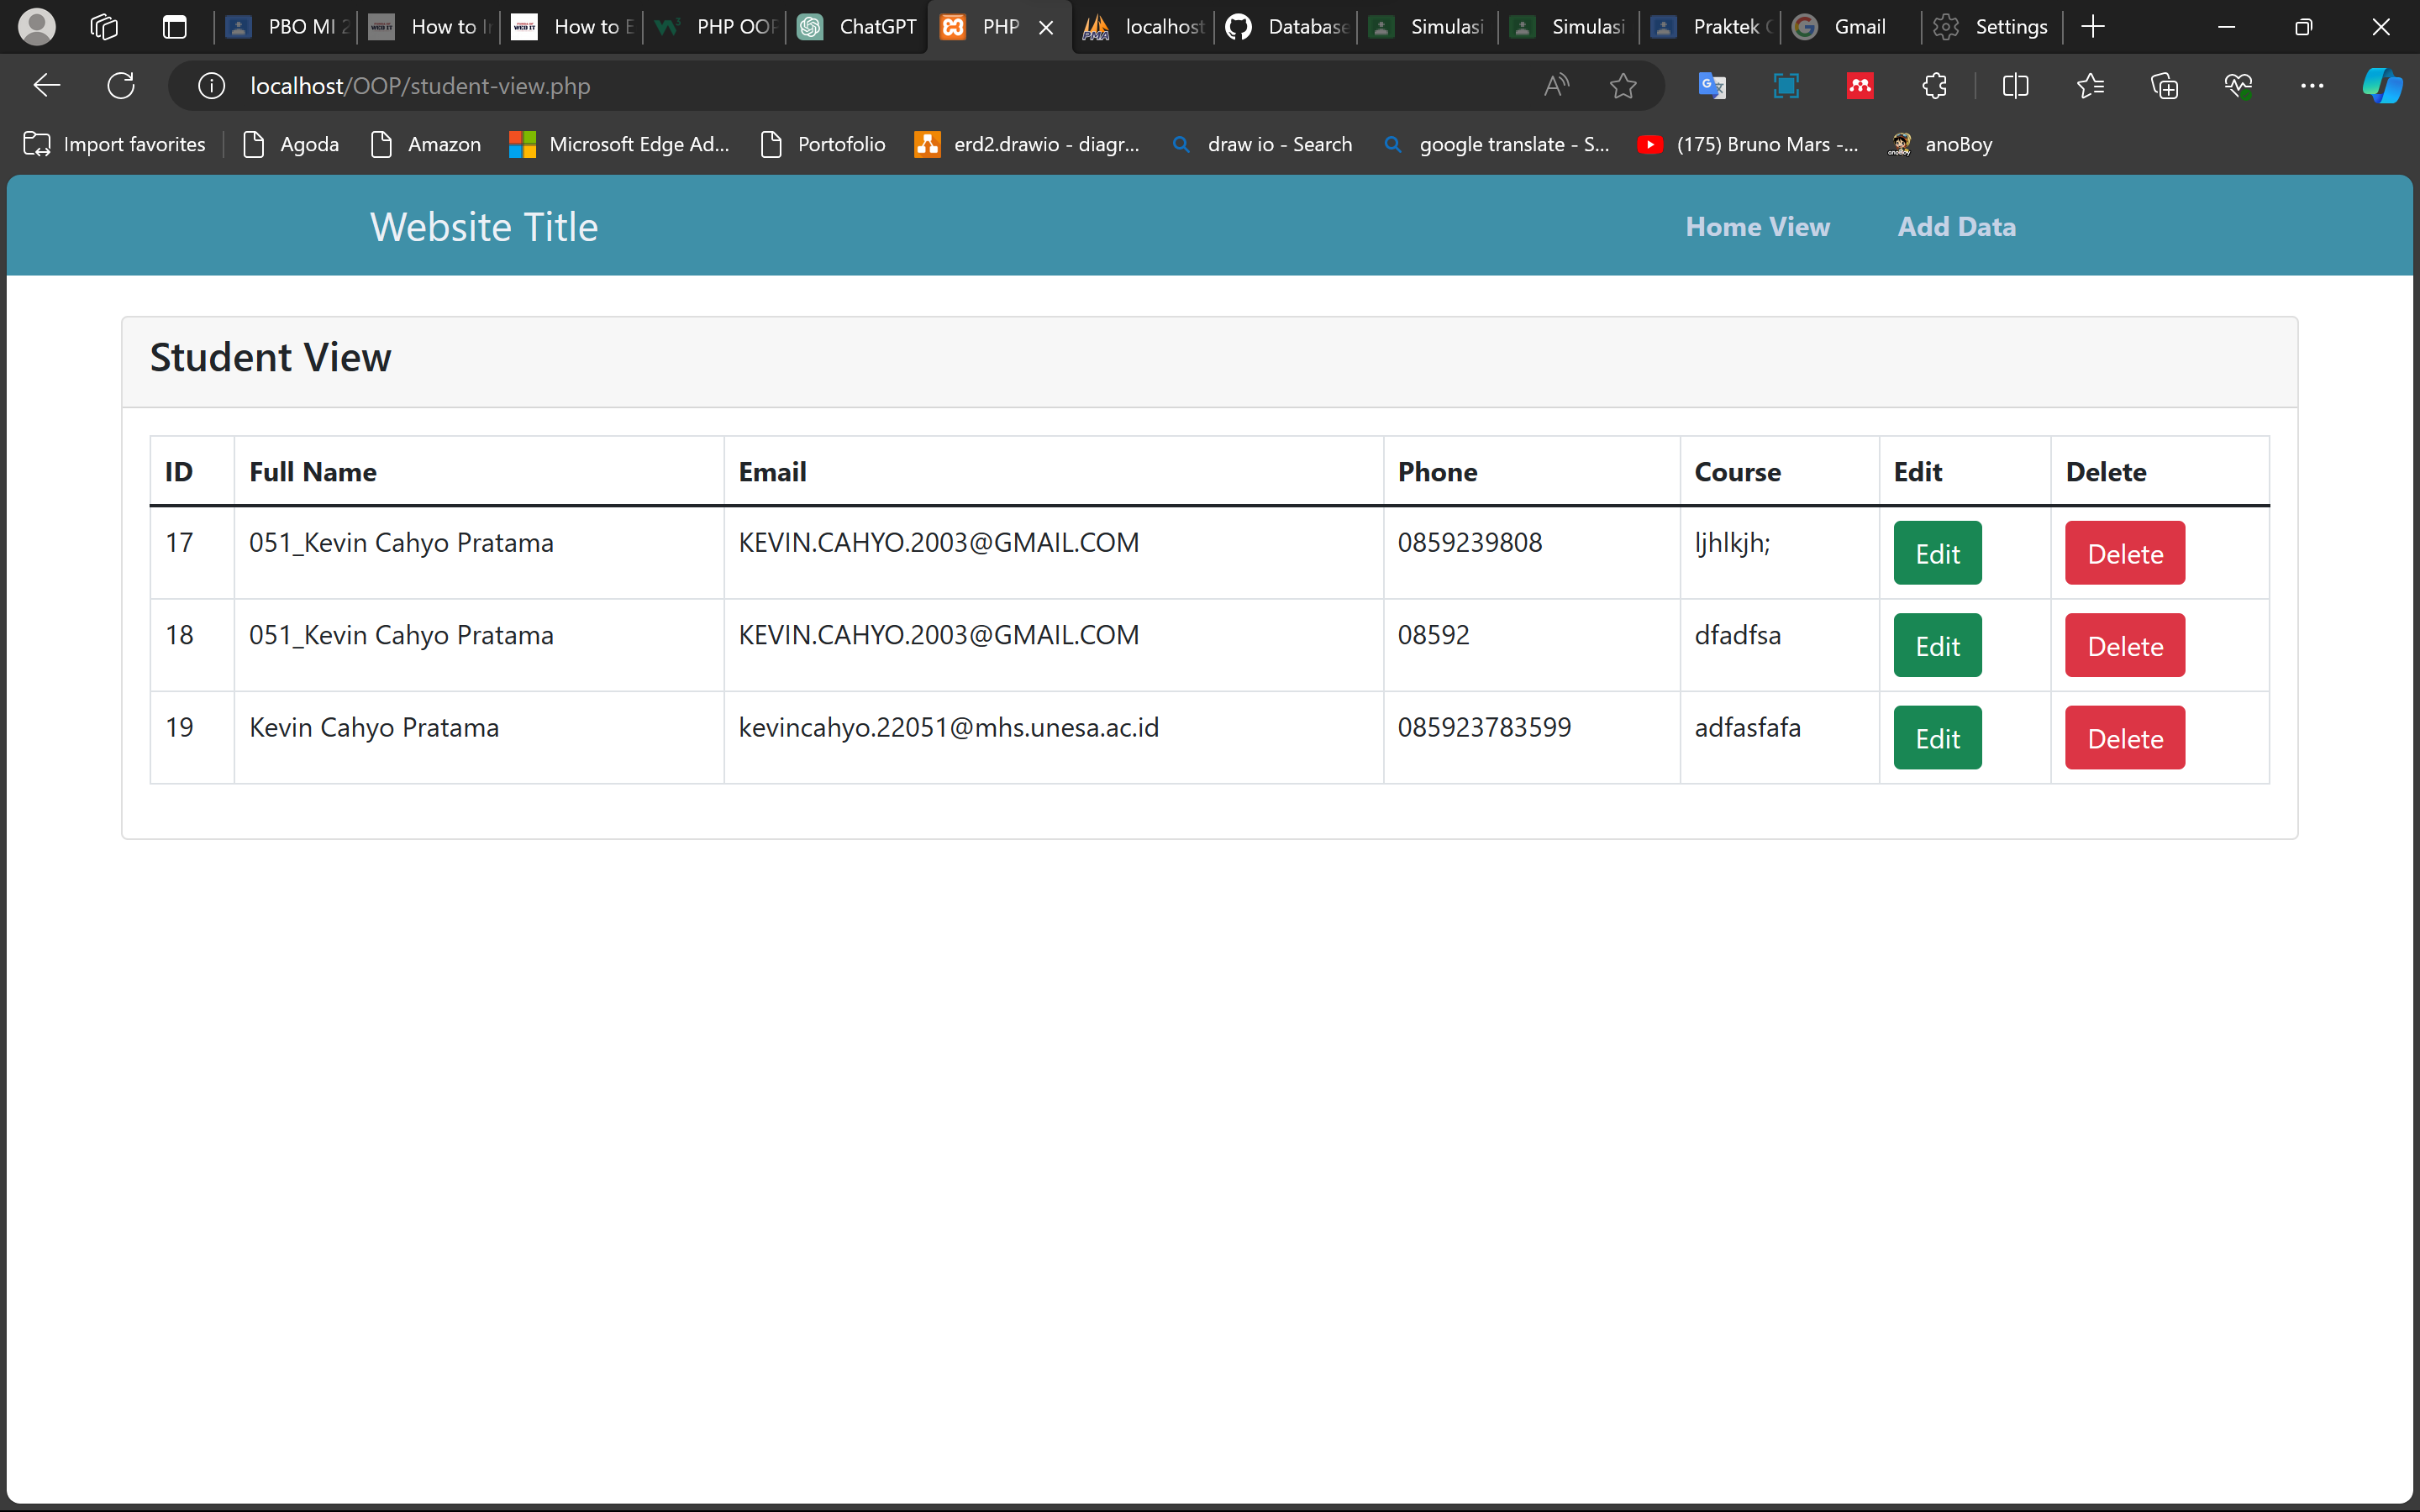 PBO MI 2 How to Ir How to E PHP OOP ChatGPT PHP localhost Database Simulasi Simulasi Praktek Gmail Settings
localhost/OOP/student-view.php
Import favorites Agoda Amazon Microsoft Edge Ad... Portofolio erd2.drawio - diagr... draw io - Search google translate - S... (175) Bruno Mars -... anoBoy
Website Title Home View Add Data
Student View
ID Full Name Email Phone Course Edit Delete
17 051_Kevin Cahyo Pratama KEVIN.CAHYO.2003@GMAIL.COM 0859239808 ljhlkjh; Edit Delete
18 051_Kevin Cahyo Pratama KEVIN.CAHYO.2003@GMAIL.COM 08592 dfadfsa Edit Delete
19 Kevin Cahyo Pratama kevincahyo.22051@mhs.unesa.ac.id 085923783599 adfasfafa Edit Delete